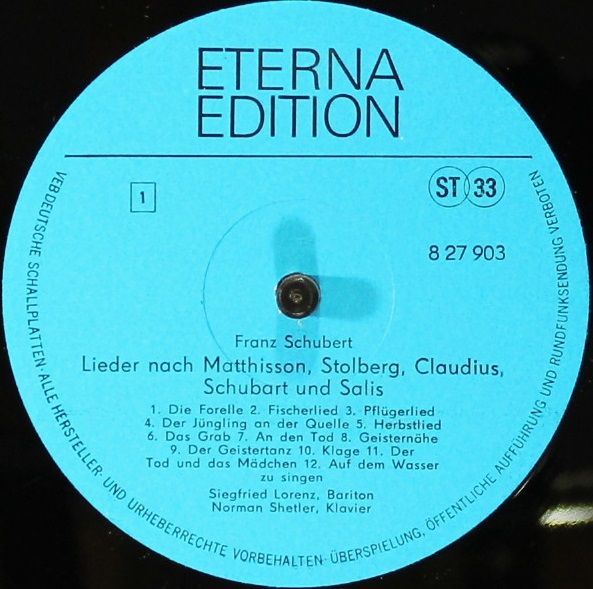 ETERNA
EDITION
1
ST 33
8 27 903
Franz Schubert
Lieder nach Matthisson, Stolberg, Claudius,
Schubart und Salis
1. Die Forelle 2. Fischerlied 3. Pflügerlied
4. Der Jüngling an der Quelle 5. Herbstlied
6. Das Grab 7. An den Tod 8. Geisternähe
9. Der Geistertanz 10. Klage 11. Der
Tod und das Mädchen 12. Auf dem Wasser
zu singen
Siegfried Lorenz, Bariton
Norman Shetler, Klavier
VEB DEUTSCHE SCHALLPLATTEN · ALLE HERSTELLER- UND URHEBERRECHTE VORBEHALTEN · ÜBERSPIELUNG, ÖFFENTLICHE AUFFÜHRUNG UND RUNDFUNKSENDUNG VERBOTEN